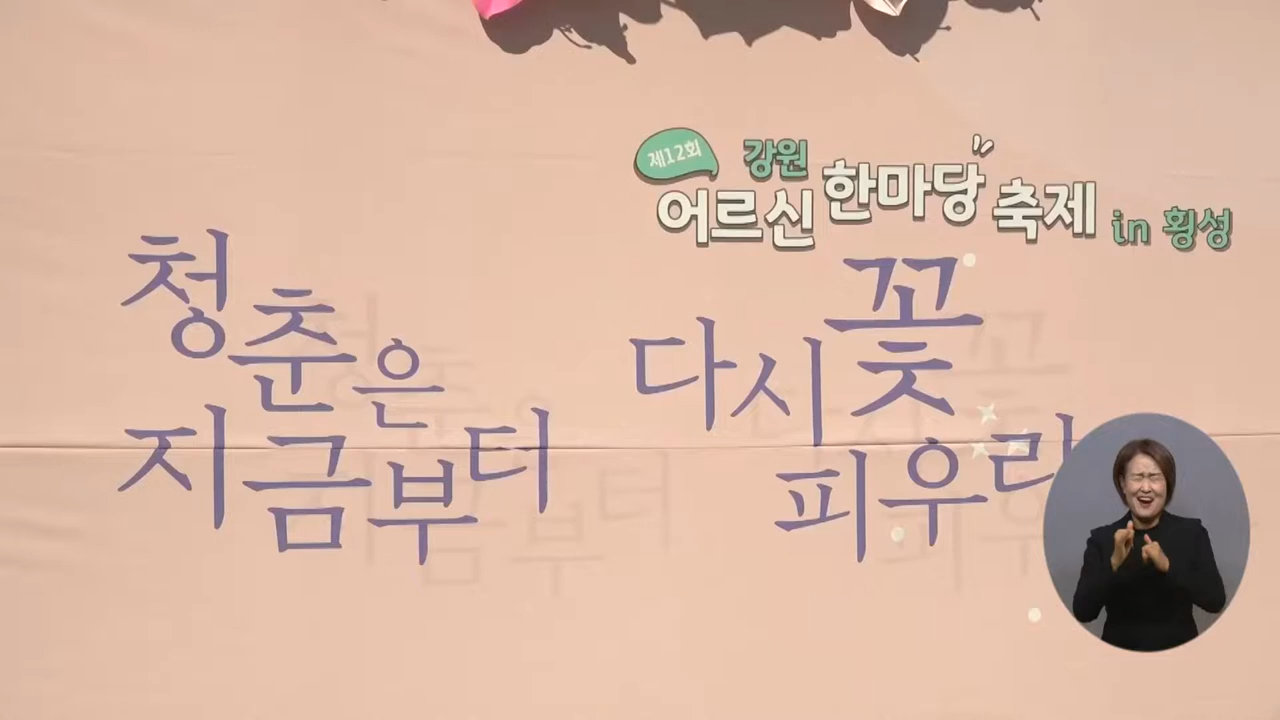 제12회 강원
어르신 한마당 축제 in 횡성
청춘은
지금부터
다시 꽃
피우라